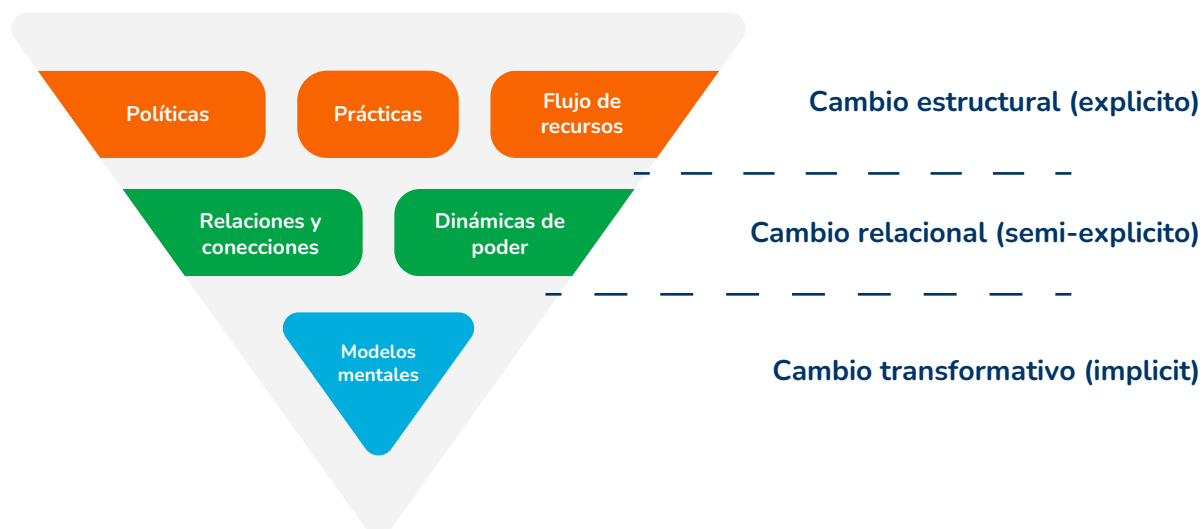 Políticas
Prácticas
Flujo de
recursos
Cambio estructural (explicito)
Relaciones y
conecciones
Dinámicas de
poder
Cambio relacional (semi-explicito)
Modelos
mentales
Cambio transformativo (implicit)